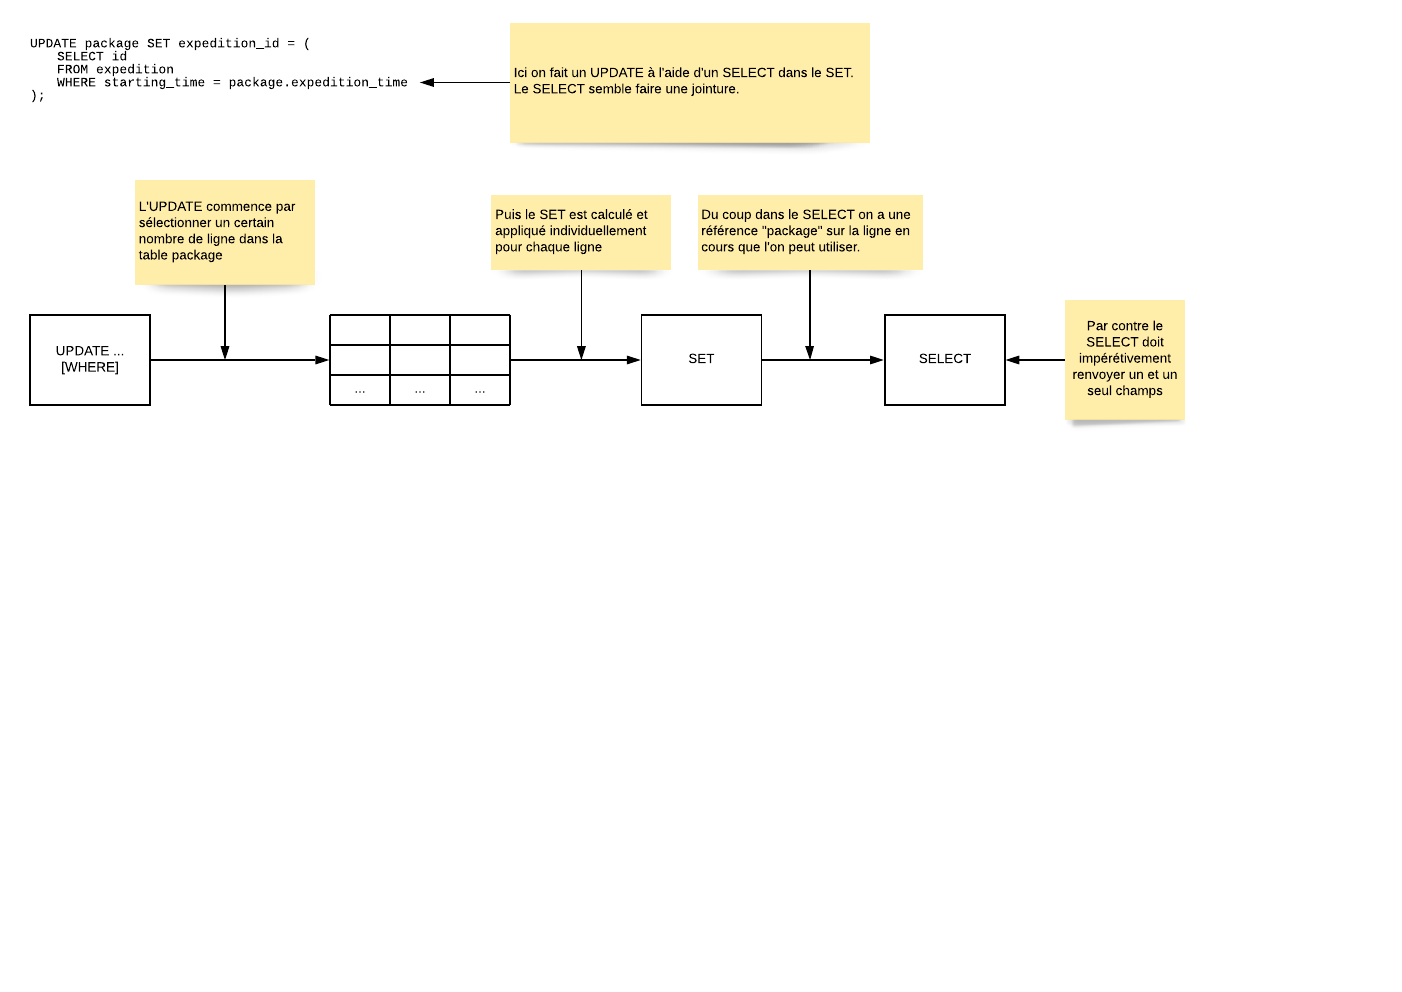 UPDATE package SET expedition_id = (
SELECT id
FROM expedition
WHERE starting_time = package.expedition_time
);
Ici on fait un UPDATE à l'aide d'un SELECT dans le SET.
Le SELECT semble faire une jointure.
L'UPDATE commence par
sélectionner un certain
nombre de ligne dans la
table package
Puis le SET est calculé et
appliqué individuellement
pour chaque ligne
Du coup dans le SELECT on a une
référence "package" sur la ligne en
cours que l'on peut utiliser.
UPDATE ...
[WHERE]
... ... ...
SET
SELECT
Par contre le
SELECT doit
impérétivement
renvoyer un et un
seul champs